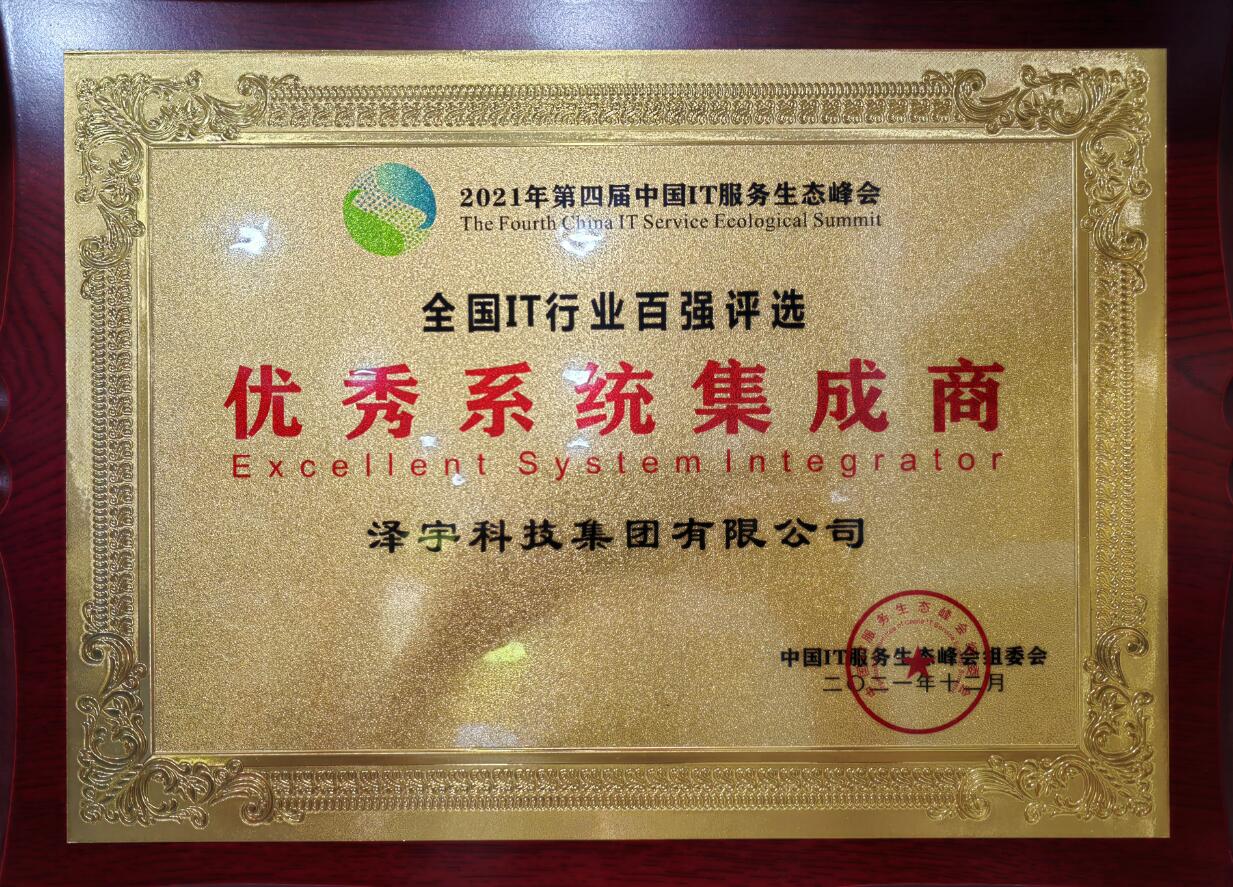 2021年第四届中国IT服务生态峰会
The Fourth China IT Service Ecological Summit
全国IT行业百强评选
优秀系统集成商
Excellent System Integrator
泽宇科技集团有限公司
中国IT服务生态峰会组委会
二〇二一年十二月